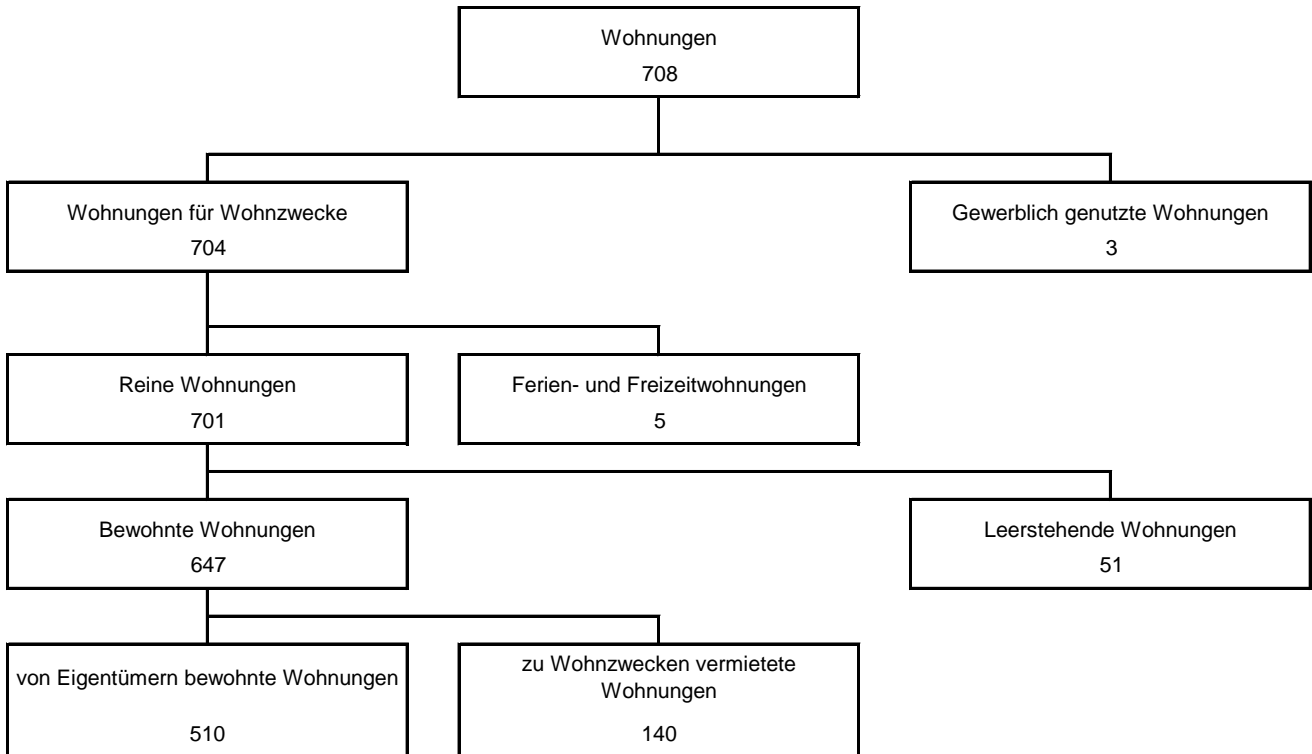 Wohnungen
708
Wohnungen für Wohnzwecke
704
Gewerblich genutzte Wohnungen
3
Reine Wohnungen
701
Ferien- und Freizeitwohnungen
5
Bewohnte Wohnungen
647
Leerstehende Wohnungen
51
von Eigentümern bewohnte Wohnungen
510
zu Wohnzwecken vermietete
Wohnungen
140